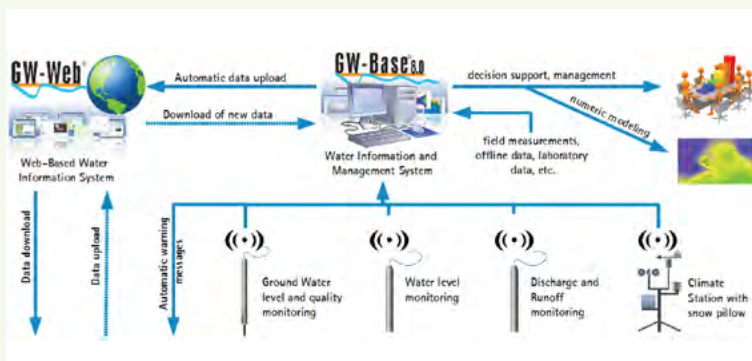 GW-Web®
GW-Base® 8.0
Automatic data upload
Download of new data
decision support, management
numeric modeling
Web-Based Water
Information System
Water Information and
Management System
field measurements,
offline data, laboratory
data, etc.
Data download
Data upload
Automatic warning
messages
Ground Water
level and quality
monitoring
Water level
monitoring
Discharge and
Runoff
monitoring
Climate
Station with
snow pillow